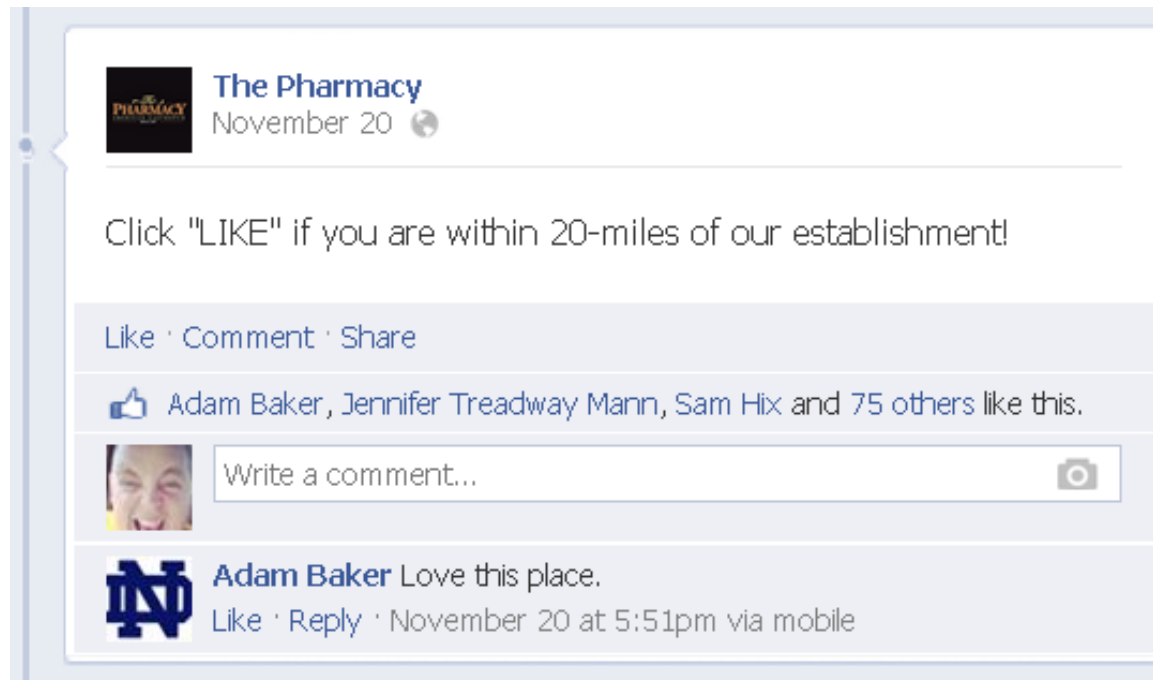 PHARMACY
The Pharmacy
November 20
Click "LIKE" if you are within 20-miles of our establishment!
Like · Comment · Share
Adam Baker, Jennifer Treadway Mann, Sam Hix and 75 others like this.
Write a comment...
ND
Adam Baker Love this place.
Like · Reply · November 20 at 5:51pm via mobile